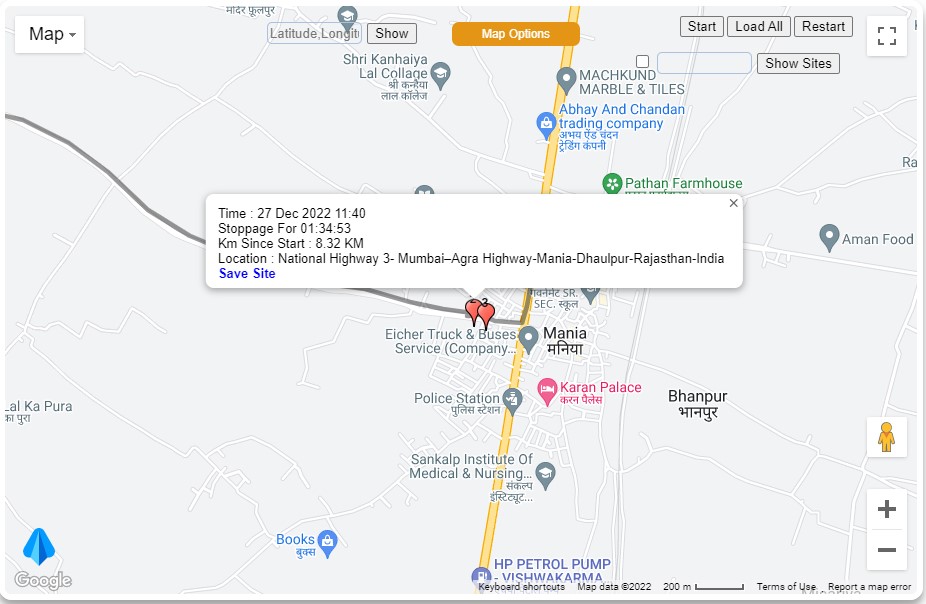 मंदिर फूलपुर
Map
Latitude,Longit
Show
Map Options
Start
Load All
Restart
Show Sites
Shri Kanhaiya
Lal Collage
श्री कन्हैया
लाल कॉलेज
MACHKUND
MARBLE & TILES
Abhay And Chandan
trading company
अभय ऐंड चंदन
ट्रेडिंग कंपनी
Pathan Farmhouse
Ra
Aman Food
Time : 27 Dec 2022 11:40
Stoppage For 01:34:53
Km Since Start : 8.32 KM
Location : National Highway 3- Mumbai–Agra Highway-Mania-Dhaulpur-Rajasthan-India
Save Site
गवर्नमेंट SR.
SEC. स्कूल
2
3
Eicher Truck & Buses
Service (Company...
Mania
मनिया
Karan Palace
करन पैलेस
Police Station
पुलिस स्टेशन
Bhanpur
भानपुर
Lal Ka Pura
का पुरा
Sankalp Institute Of
Medical & Nursing...
संकल्प
इंस्टिट्यूट...
Books
बुक्स
HP PETROL PUMP
- VISHWAKARMA
Google
Keyboard shortcuts
Map data ©2022
200 m
Terms of Use
Report a map error